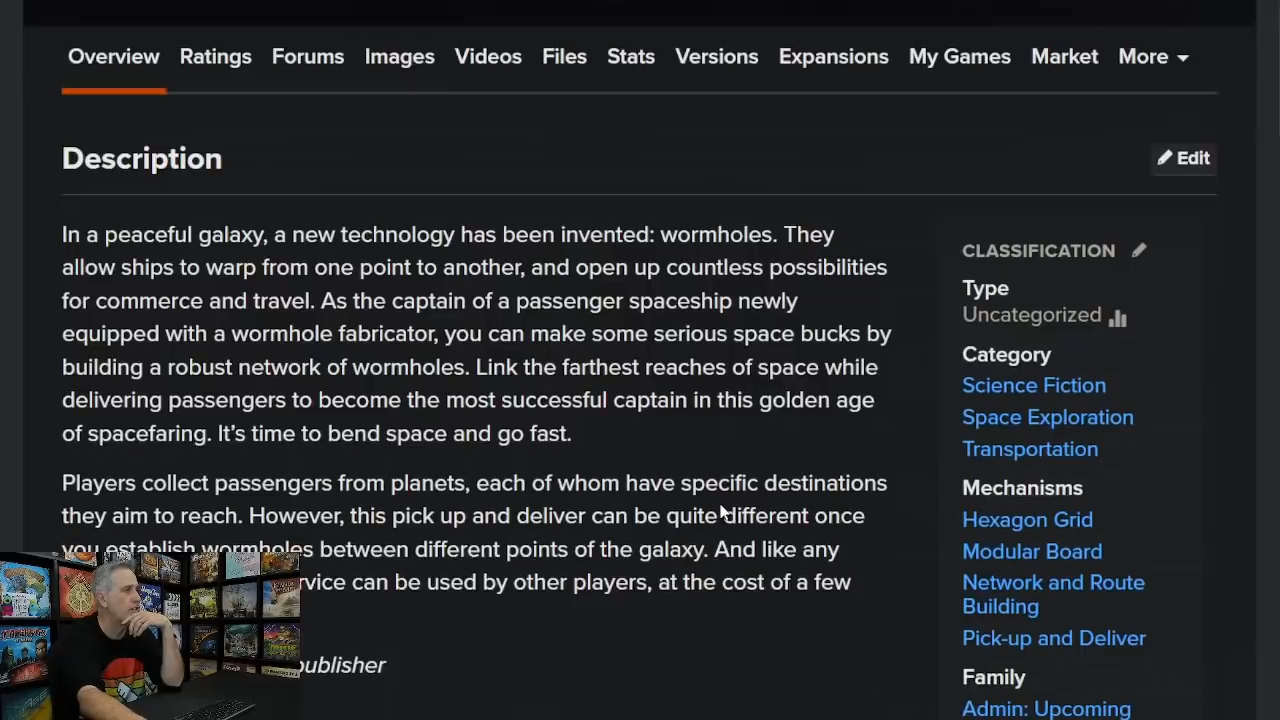 Overview Ratings Forums Images Videos Files Stats Versions Expansions My Games Market More
Description
Edit
In a peaceful galaxy, a new technology has been invented: wormholes. They
allow ships to warp from one point to another, and open up countless possibilities
for commerce and travel. As the captain of a passenger spaceship newly
equipped with a wormhole fabricator, you can make some serious space bucks by
building a robust network of wormholes. Link the farthest reaches of space while
delivering passengers to become the most successful captain in this golden age
of spacefaring. It’s time to bend space and go fast.
Players collect passengers from planets, each of whom have specific destinations
they aim to reach. However, this pick up and deliver can be quite different once
you establish wormholes between different points of the galaxy. And like any
service can be used by other players, at the cost of a few
publisher
CLASSIFICATION
Type
Uncategorized
Category
Science Fiction
Space Exploration
Transportation
Mechanisms
Hexagon Grid
Modular Board
Network and Route
Building
Pick-up and Deliver
Family
Admin: Upcoming